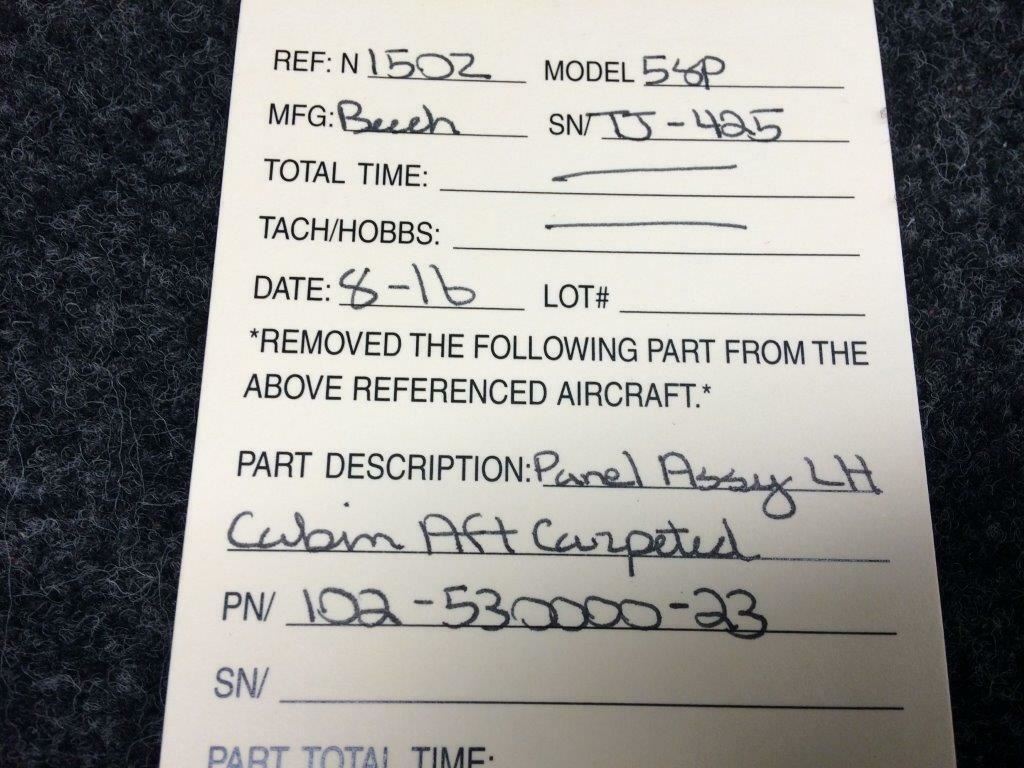 REF: N 1502 MODEL 58P
MFG: Beech SN/ TJ-425
TOTAL TIME: —
TACH/HOBBS: —
DATE: 8-16 LOT#
*REMOVED THE FOLLOWING PART FROM THE
ABOVE REFERENCED AIRCRAFT.*
PART DESCRIPTION: Panel Assy LH
Cabin Aft Carpeted
PN/ 102-530000-23
SN/
PART TOTAL TIME: